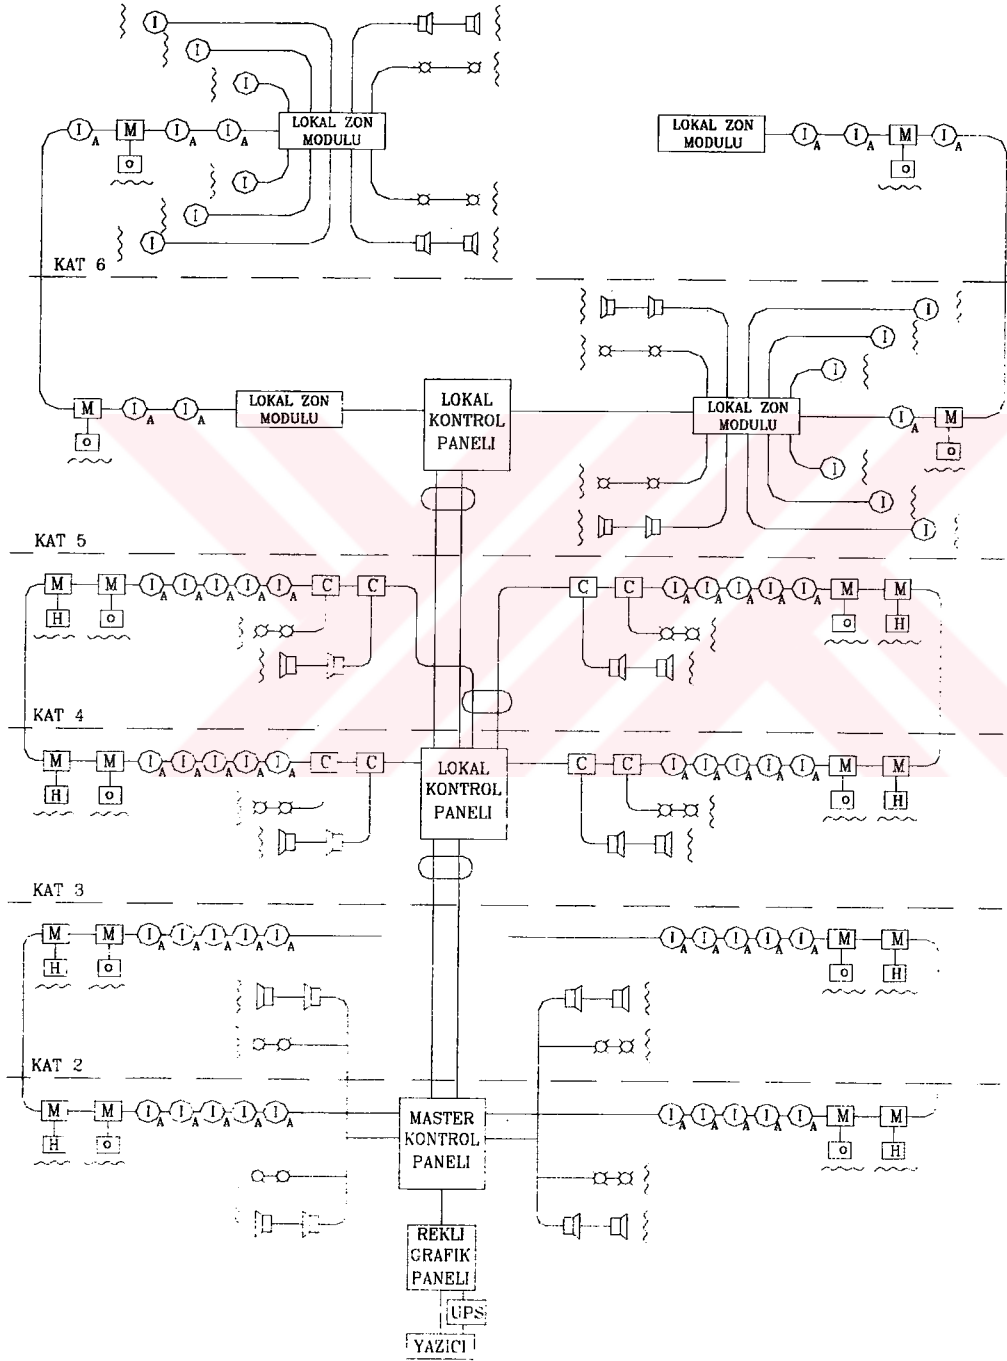 I
I
I
I A M I A I A LOKAL ZON
MODULU
LOKAL ZON
MODULU I A I A M I A
O
O
I
I
I
KAT 6
I
I
I
M I A I A LOKAL ZON
MODULU
LOKAL
KONTROL
PANELI
LOKAL ZON
MODULU I A M
O
O
I
I
I
KAT 5
M M I A I A I A I A I A C C
C C I A I A I A I A I A M M
H O
O H
KAT 4
M M I A I A I A I A I A C C
LOKAL
KONTROL
PANELI
C C I A I A I A I A I A M M
H O
O H
KAT 3
M M I A I A I A I A I A
I A I A I A I A I A M M
H O
O H
KAT 2
M M I A I A I A I A I A
MASTER
KONTROL
PANELI
I A I A I A I A I A M M
H O
O H
REKLI
GRAFIK
PANELI
UPS
YAZICI